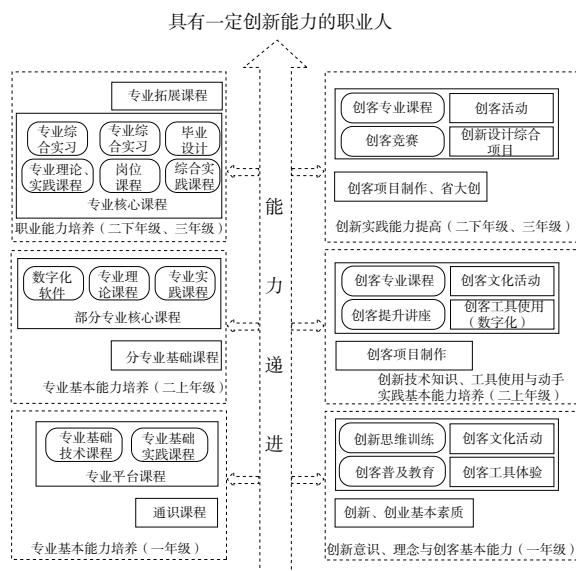 具有一定创新能力的职业人
专业拓展课程
专业综
合实习
专业综
合实习
毕业
设计
专业理论、
实践课程
岗位
课程
综合实
践课程
专业核心课程
职业能力培养（二下年级、三年级）
数字化
软件
专业理
论课程
专业实
践课程
部分专业核心课程
分专业基础课程
专业基本能力培养（二上年级）
专业基础
技术课程
专业基础
实践课程
专业平台课程
通识课程
专业基本能力培养（一年级）
能
力
递
进
创客专业课程
创客活动
创客竞赛
创新设计综合
项目
创客项目制作、省大创
创新实践能力提高（二下年级、三年级）
创客专业课程
创客文化活动
创客提升讲座
创客工具使用
（数字化）
创客项目制作
创新技术知识、工具使用与动手
实践基本能力培养（二上年级）
创新思维训练
创客文化活动
创客普及教育
创客工具体验
创新、创业基本素质
创新意识、理念与创客基本能力（一年级）